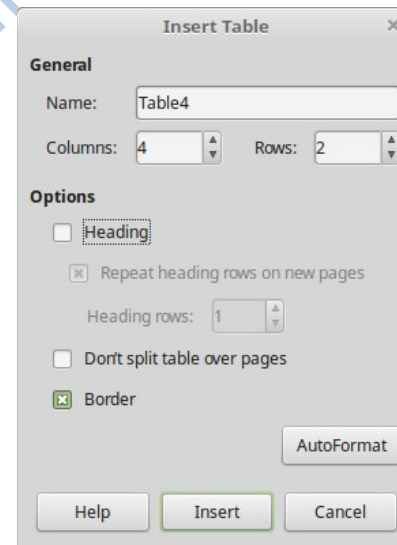 Insert Table
General
Name: Table4
Columns: 4 Rows: 2
Options
Heading
Repeat heading rows on new pages
Heading rows: 1
Don't split table over pages
Border
AutoFormat
Help Insert Cancel